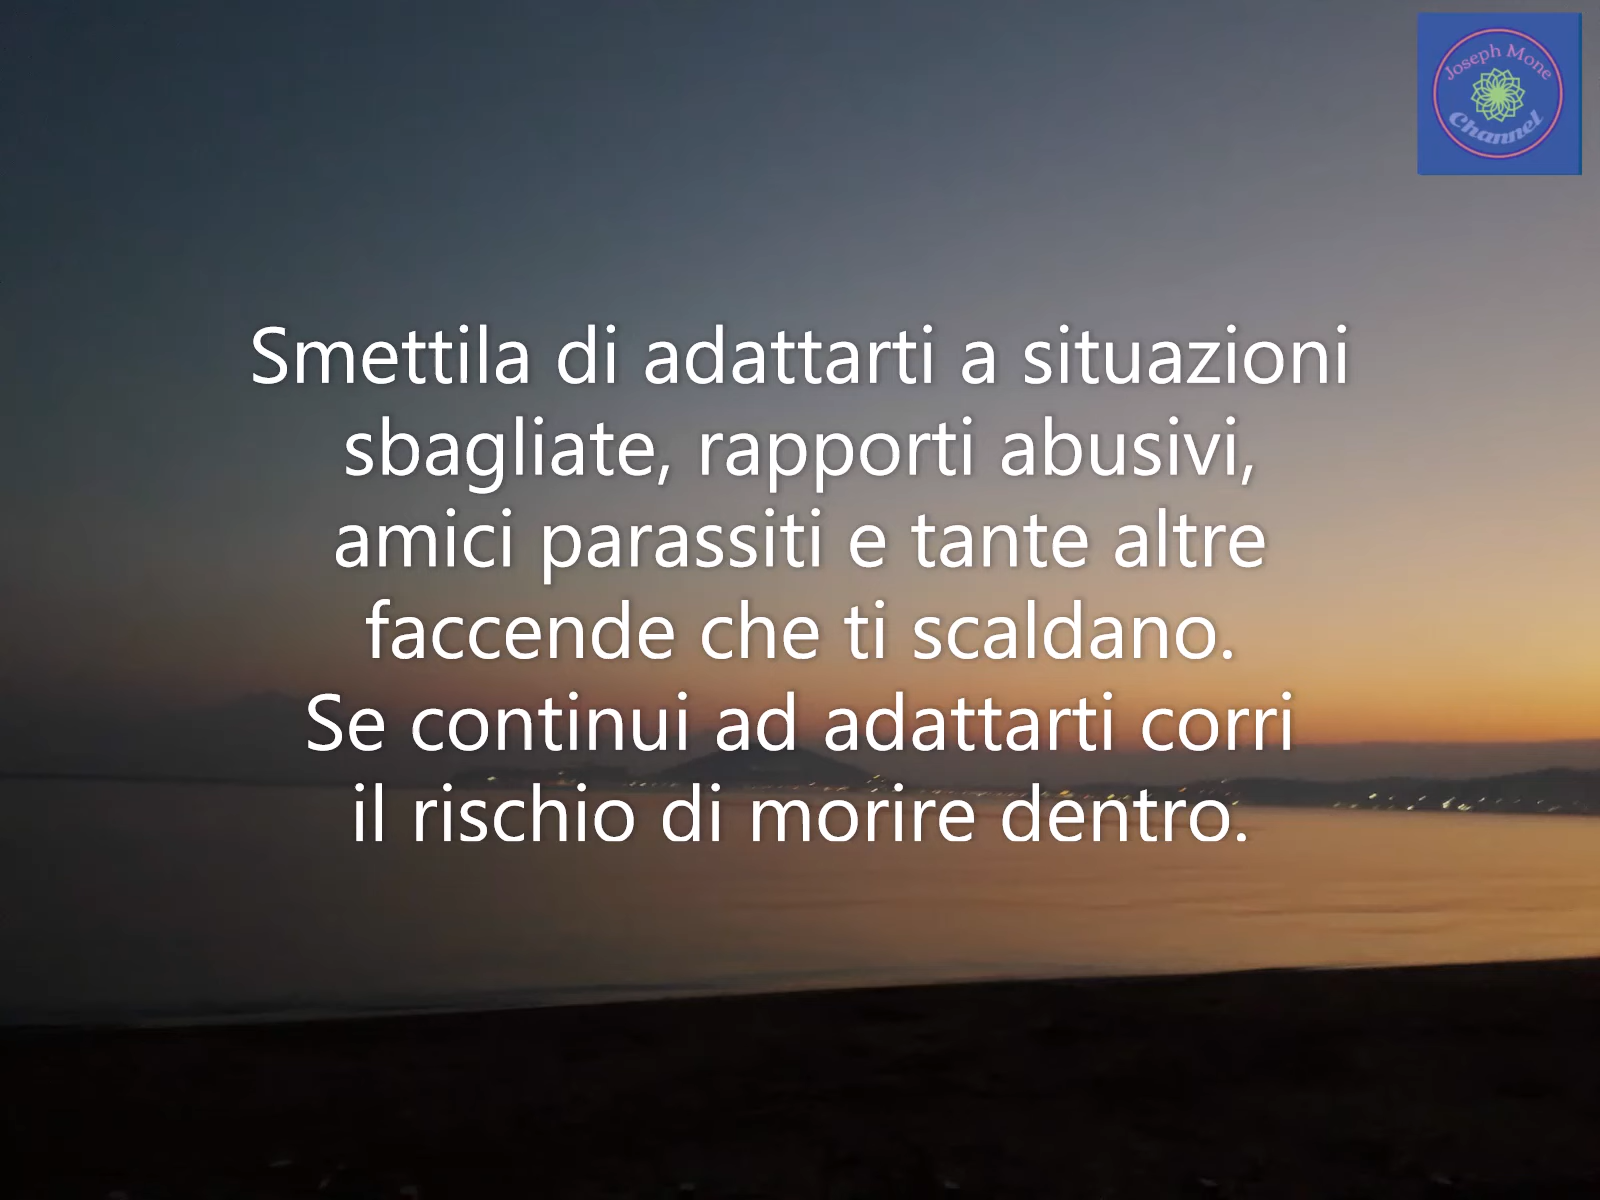 Joseph Mone
Channel
Smettila di adattarti a situazioni
sbagliate, rapporti abusivi,
amici parassiti e tante altre
faccende che ti scaldano.
Se continui ad adattarti corri
il rischio di morire dentro.